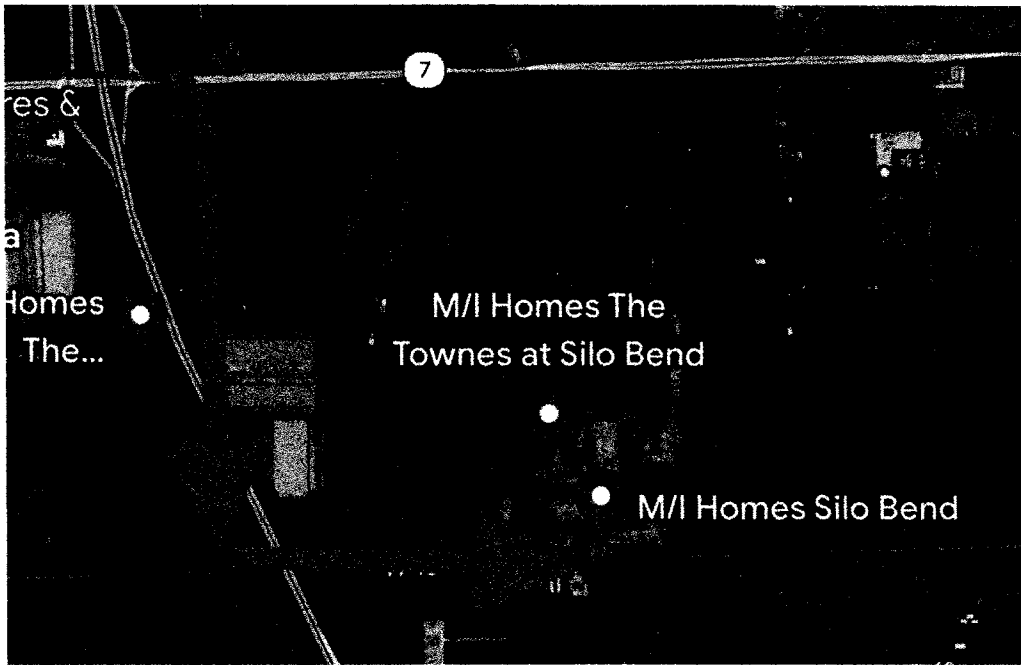 7
res &
a
Homes
The...
M/I Homes The
Townes at Silo Bend
M/I Homes Silo Bend